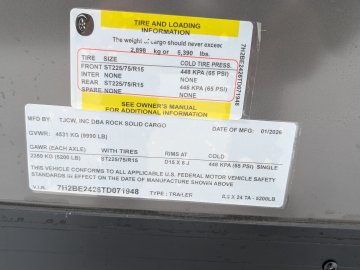 TIRE AND LOADING
INFORMATION
The weight of cargo should never exceed
2,898 kg or 6,390 lbs.
TIRE SIZE COLD TIRE PRESS.
FRONT ST225/75/R15 448 KPA (65 PSI)
INTER NONE NONE
REAR ST225/75/R15 448 KPA (65 PSI)
SPARE NONE NONE
SEE OWNER'S MANUAL
FOR ADDITIONAL INFORMATION
7H2BE2428TD071948
MFG. BY: TJCW, INC DBA ROCK SOLID CARGO DATE OF MFG: 01/2026
GVWR: 4531 KG (9990 LB)
GAWR (EACH AXLE) WITH TIRES RIMS AT COLD
2359 KG (5200 LB) ST225/75/R15 D15 X 6 J 448 KPA (65 PSI) SINGLE
THIS VEHICLE CONFORMS TO ALL APPLICABLE U.S. FEDERAL MOTOR VEHICLE SAFETY
STANDARDS IN EFFECT ON THE DATE OF MANUFACTURE SHOWN ABOVE
V.I.N. 7H2BE2428TD071948 TYPE: TRAILER 8.5 X 24 TA - 5200LB